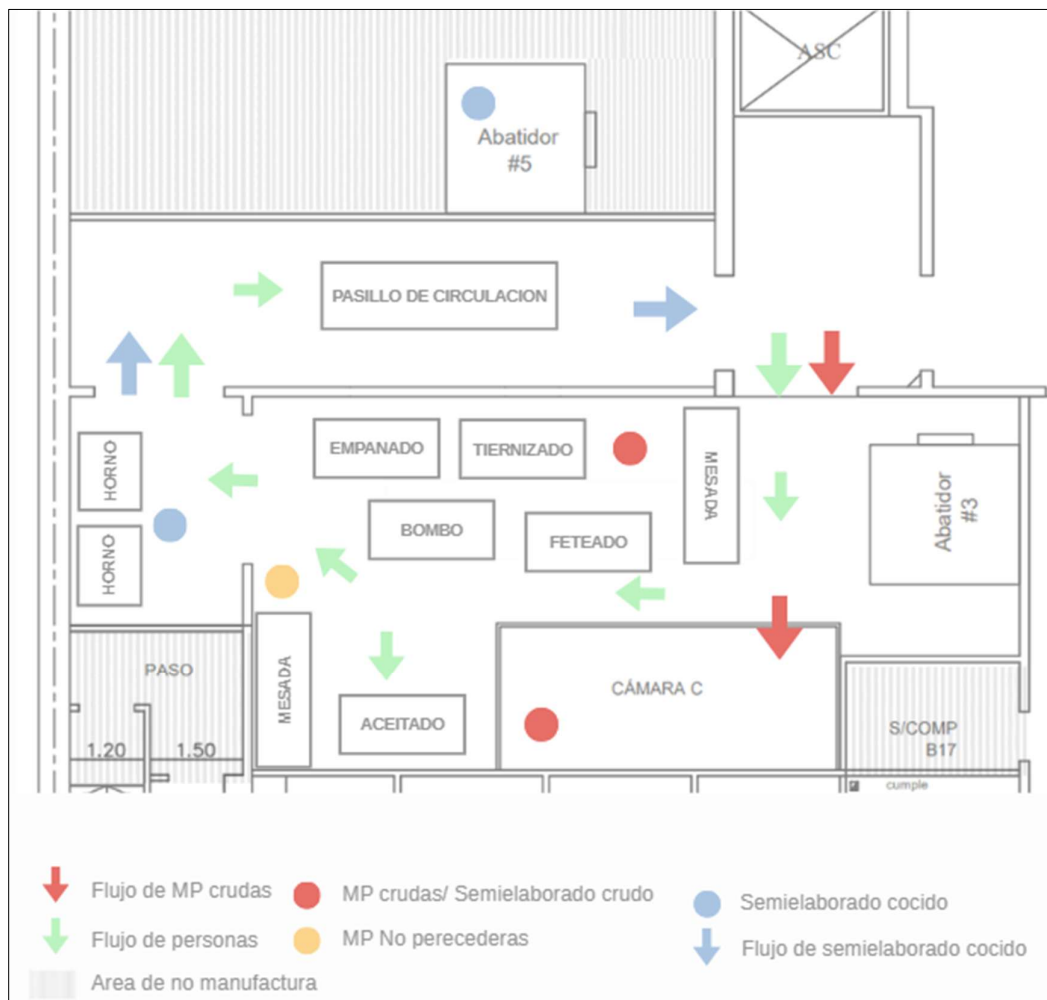 ASC
Abatidor
#5
PASILLO DE CIRCULACION
HORNO
HORNO
EMPANADO
TIERNIZADO
MESADA
Abatidor
#3
BOMBO
FETEADO
PASO
MESADA
CÁMARA C
ACEITADO
S/COMP
B17
1.20
1.50
cumple
Flujo de MP crudas
MP crudas/ Semielaborado crudo
Semielaborado cocido
Flujo de personas
MP No perecederas
Flujo de semielaborado cocido
Area de no manufactura